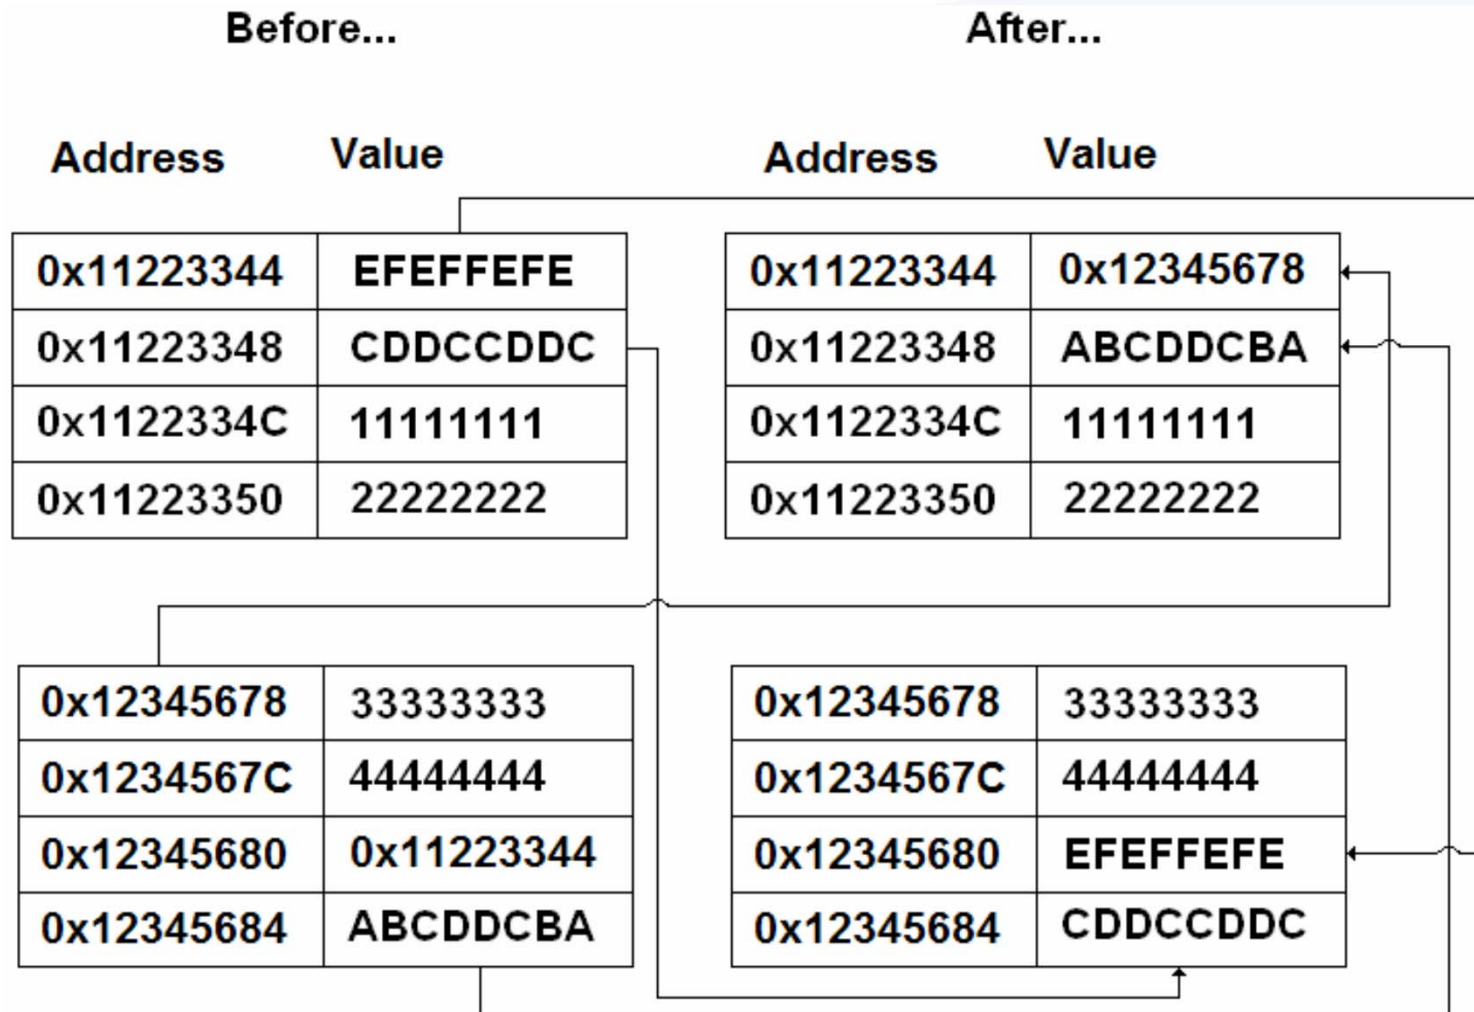 Before... After...
Address Value Address Value
0x11223344 EFEFFEFE 0x11223344 0x12345678
0x11223348 CDDCCDDC 0x11223348 ABCDDCBA
0x1122334C 11111111 0x1122334C 11111111
0x11223350 22222222 0x11223350 22222222
0x12345678 33333333 0x12345678 33333333
0x1234567C 44444444 0x1234567C 44444444
0x12345680 0x11223344 0x12345680 EFEFFEFE
0x12345684 ABCDDCBA 0x12345684 CDDCCDDC